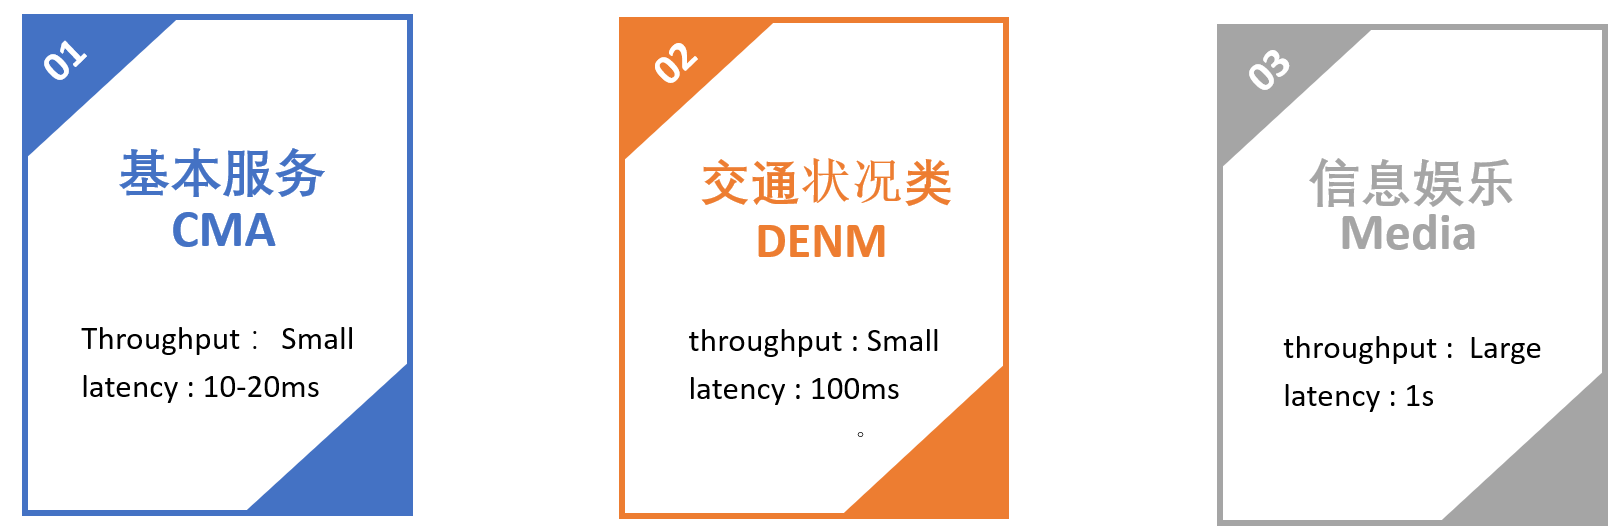 01
基本服务
CMA
Throughput： Small
latency : 10-20ms
02
交通状况类
DENM
throughput : Small
latency : 100ms
。
03
信息娱乐
Media
throughput : Large
latency : 1s